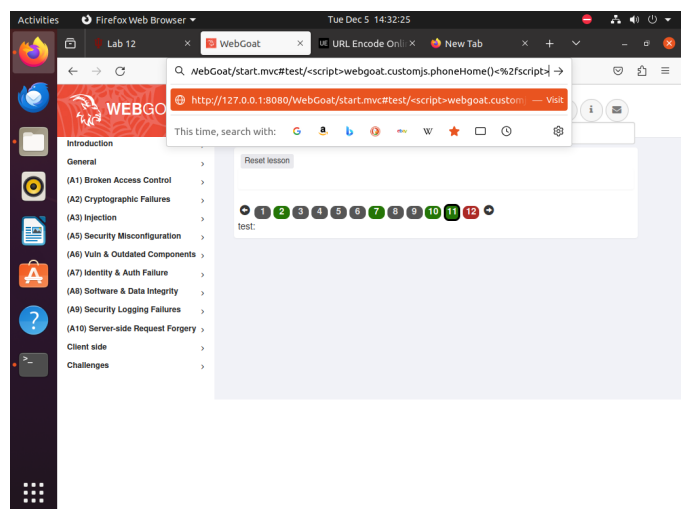 Activities Firefox Web Browser Tue Dec 5 14:32:25
Lab 12 WebGoat UE URL Encode Onli New Tab
WebGoat/start.mvc#test/<script>webgoat.customjs.phoneHome()<%2fscript>
WEBGO http://127.0.0.1:8080/WebGoat/start.mvc#test/<script>webgoat.custom — Visit
This time, search with: G a b ebay W
Introduction
General
Reset lesson
(A1) Broken Access Control
(A2) Cryptographic Failures
(A3) Injection
1 2 3 4 5 6 7 8 9 10 11 12
test:
(A5) Security Misconfiguration
(A6) Vuln & Outdated Components
(A7) Identity & Auth Failure
(A8) Software & Data Integrity
(A9) Security Logging Failures
(A10) Server-side Request Forgery
Client side
Challenges